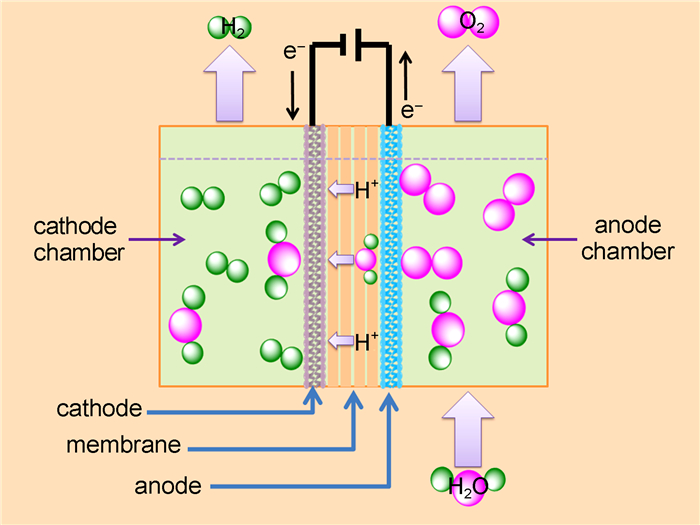 H₂
O₂
e⁻
e⁻
H⁺
cathode
chamber
anode
chamber
H⁺
cathode
membrane
anode
H₂O